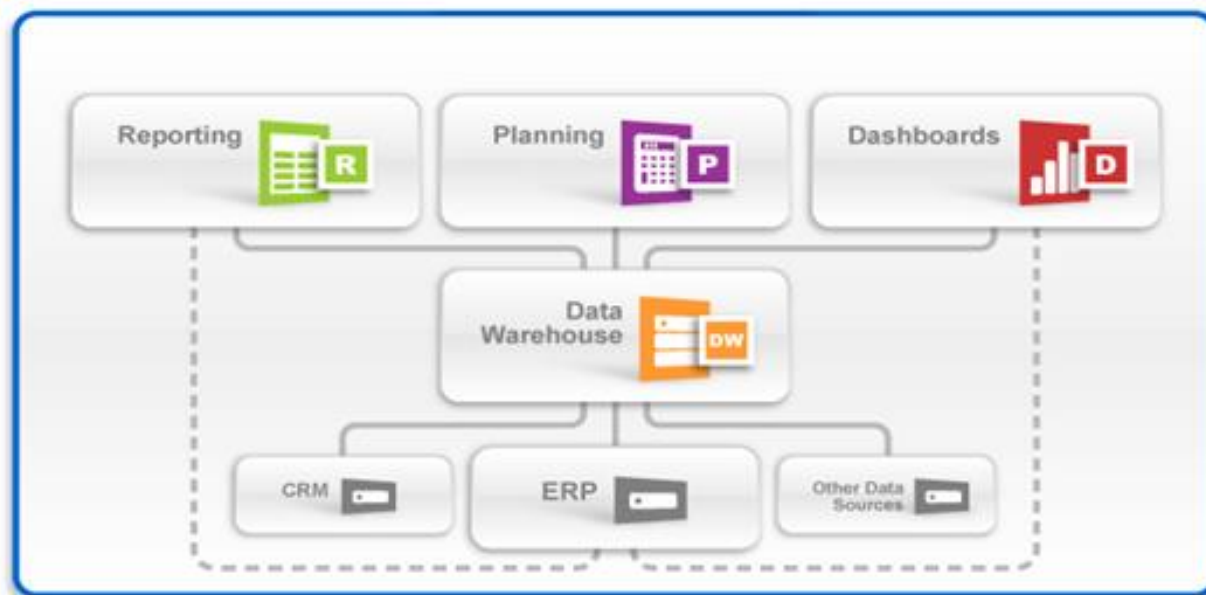 Reporting
R
Planning
P
Dashboards
D
Data
Warehouse
DW
CRM
ERP
Other Data
Sources